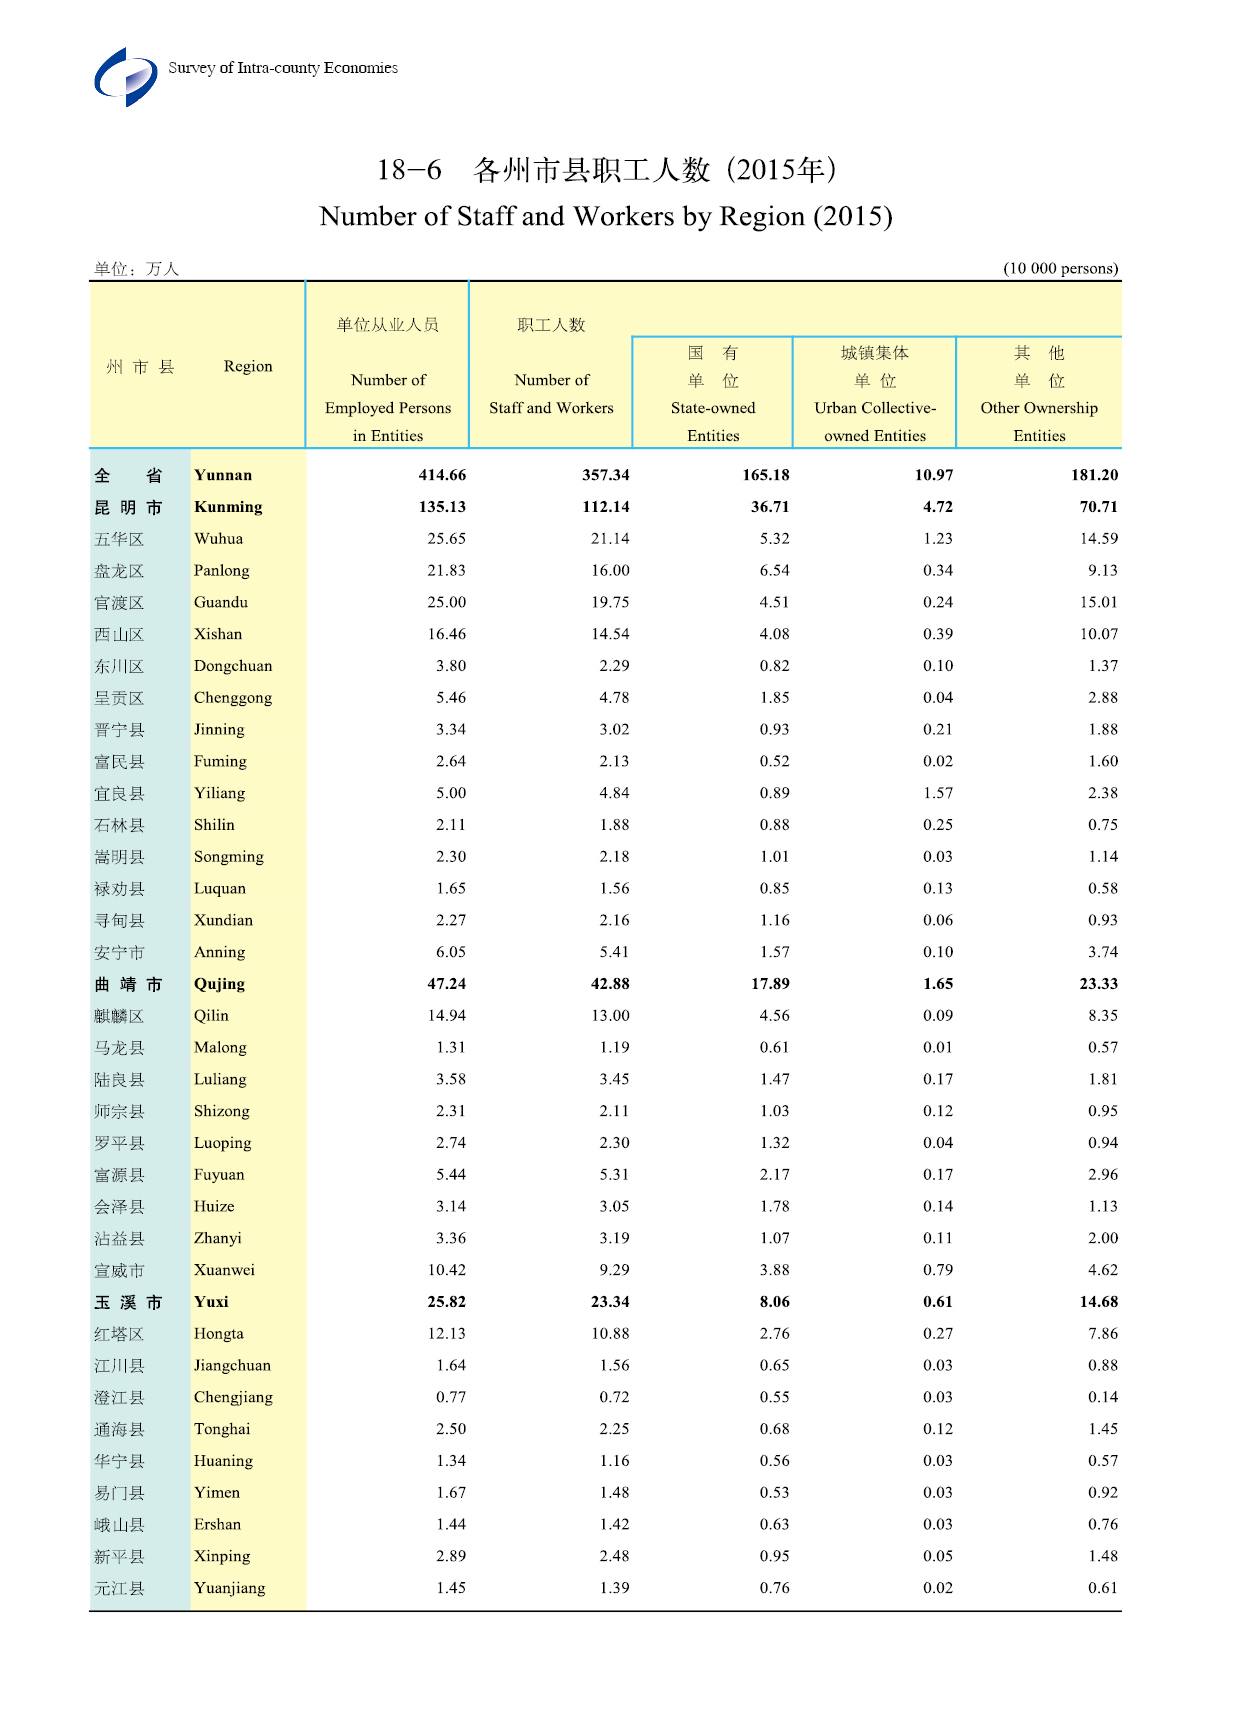 Survey of Intra-county Economies
18-6 各州市县职工人数 (2015年)
Number of Staff and Workers by Region (2015)
单位：万人 (10 000 persons)
州 市 县 Region 单位从业人员 Number of Employed Persons in Entities 职工人数 Number of Staff and Workers 国 有 单 位 State-owned Entities 城镇集体 单 位 Urban Collective-owned Entities 其 他 单 位 Other Ownership Entities
全 省 Yunnan 414.66 357.34 165.18 10.97 181.20
昆 明 市 Kunming 135.13 112.14 36.71 4.72 70.71
五华区 Wuhua 25.65 21.14 5.32 1.23 14.59
盘龙区 Panlong 21.83 16.00 6.54 0.34 9.13
官渡区 Guandu 25.00 19.75 4.51 0.24 15.01
西山区 Xishan 16.46 14.54 4.08 0.39 10.07
东川区 Dongchuan 3.80 2.29 0.82 0.10 1.37
呈贡区 Chenggong 5.46 4.78 1.85 0.04 2.88
晋宁县 Jinning 3.34 3.02 0.93 0.21 1.88
富民县 Fuming 2.64 2.13 0.52 0.02 1.60
宜良县 Yiliang 5.00 4.84 0.89 1.57 2.38
石林县 Shilin 2.11 1.88 0.88 0.25 0.75
嵩明县 Songming 2.30 2.18 1.01 0.03 1.14
禄劝县 Luquan 1.65 1.56 0.85 0.13 0.58
寻甸县 Xundian 2.27 2.16 1.16 0.06 0.93
安宁市 Anning 6.05 5.41 1.57 0.10 3.74
曲 靖 市 Qujing 47.24 42.88 17.89 1.65 23.33
麒麟区 Qilin 14.94 13.00 4.56 0.09 8.35
马龙县 Malong 1.31 1.19 0.61 0.01 0.57
陆良县 Luliang 3.58 3.45 1.47 0.17 1.81
师宗县 Shizong 2.31 2.11 1.03 0.12 0.95
罗平县 Luoping 2.74 2.30 1.32 0.04 0.94
富源县 Fuyuan 5.44 5.31 2.17 0.17 2.96
会泽县 Huize 3.14 3.05 1.78 0.14 1.13
沾益县 Zhanyi 3.36 3.19 1.07 0.11 2.00
宣威市 Xuanwei 10.42 9.29 3.88 0.79 4.62
玉 溪 市 Yuxi 25.82 23.34 8.06 0.61 14.68
红塔区 Hongta 12.13 10.88 2.76 0.27 7.86
江川县 Jiangchuan 1.64 1.56 0.65 0.03 0.88
澄江县 Chengjiang 0.77 0.72 0.55 0.03 0.14
通海县 Tonghai 2.50 2.25 0.68 0.12 1.45
华宁县 Huaning 1.34 1.16 0.56 0.03 0.57
易门县 Yimen 1.67 1.48 0.53 0.03 0.92
峨山县 Ershan 1.44 1.42 0.63 0.03 0.76
新平县 Xinping 2.89 2.48 0.95 0.05 1.48
元江县 Yuanjiang 1.45 1.39 0.76 0.02 0.61